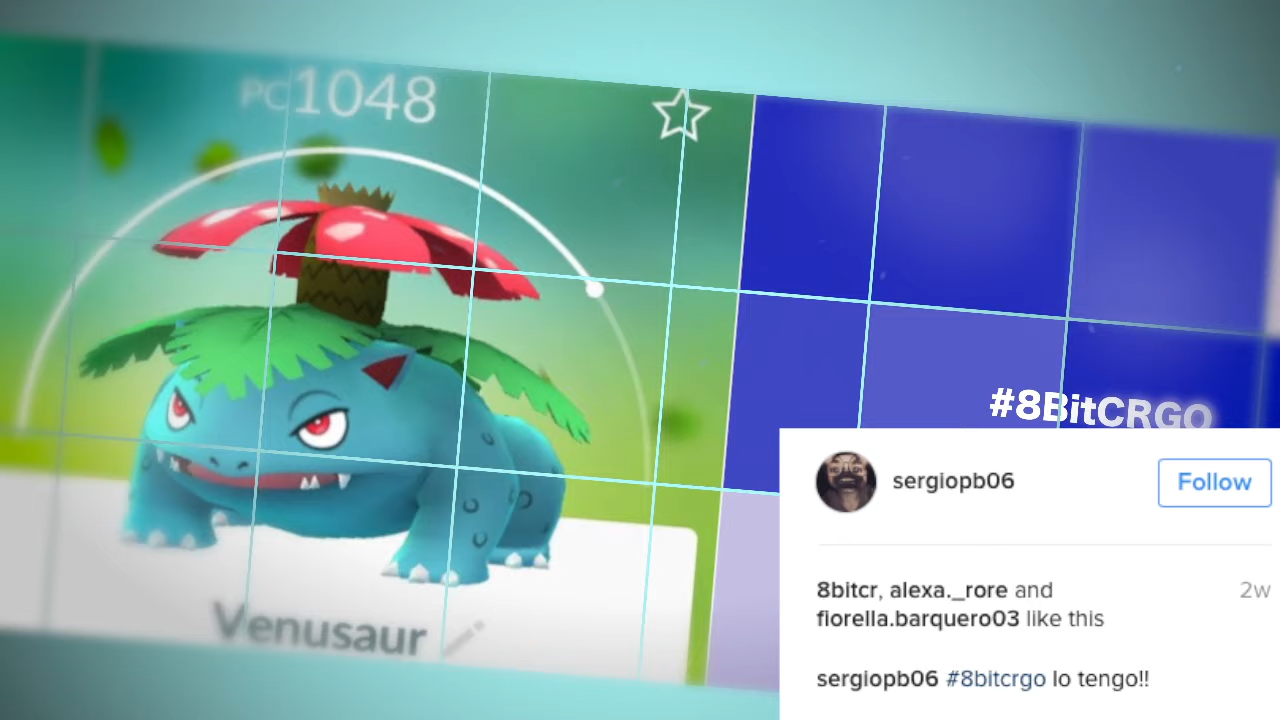 PC1048
Venusaur
#8BitCRGO
sergiopb06
Follow
8bitcr, alexa._rore and
2w
fiorella.barquero03 like this
sergiopb06 #8bitcrgo lo tengo!!